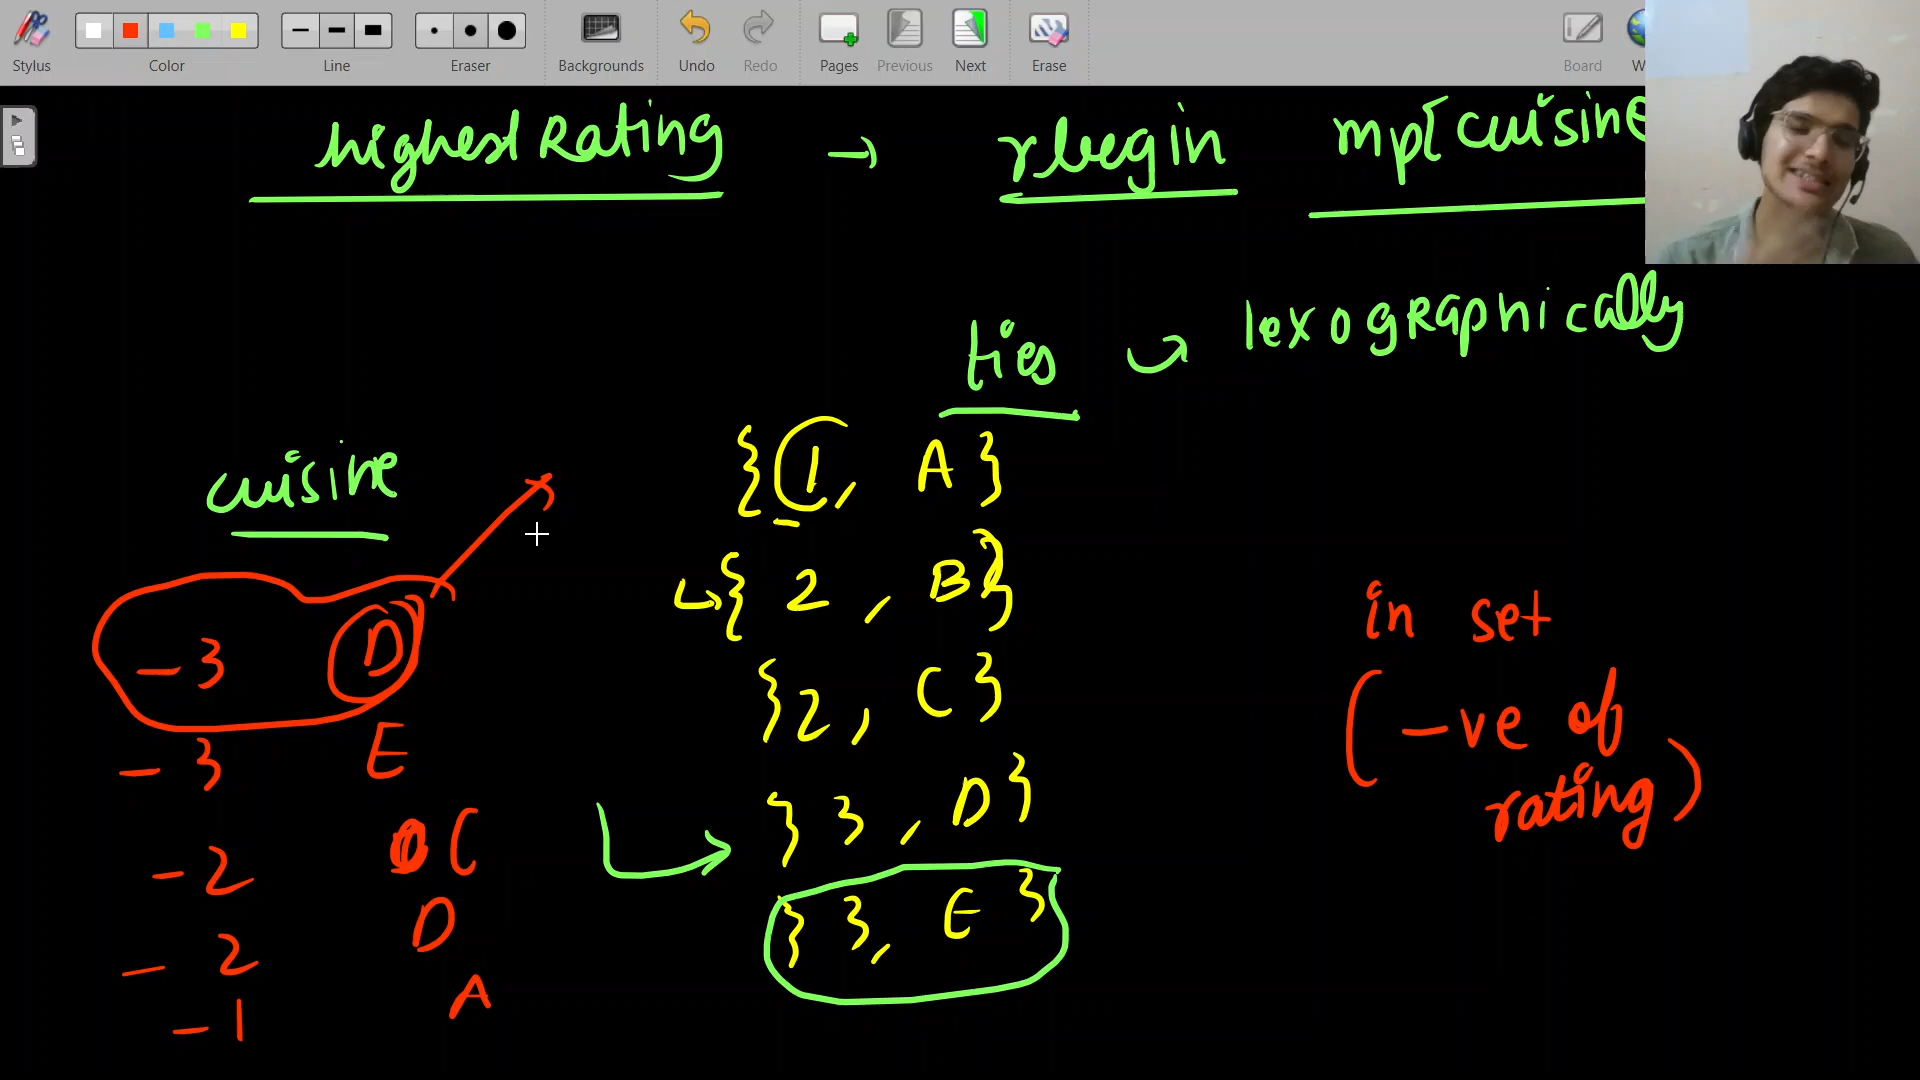 Stylus Color Line Eraser Backgrounds Undo Redo Pages Previous Next Erase Board W
highest Rating → rbegin mp[cuisine
ties lexographically
cuisine
{1, A}
{2, B}
{2, C}
}3, D}
}3, E}
-3 D
-3 E
-2 C
-2 D
-1 A
in set
(-ve of
rating)